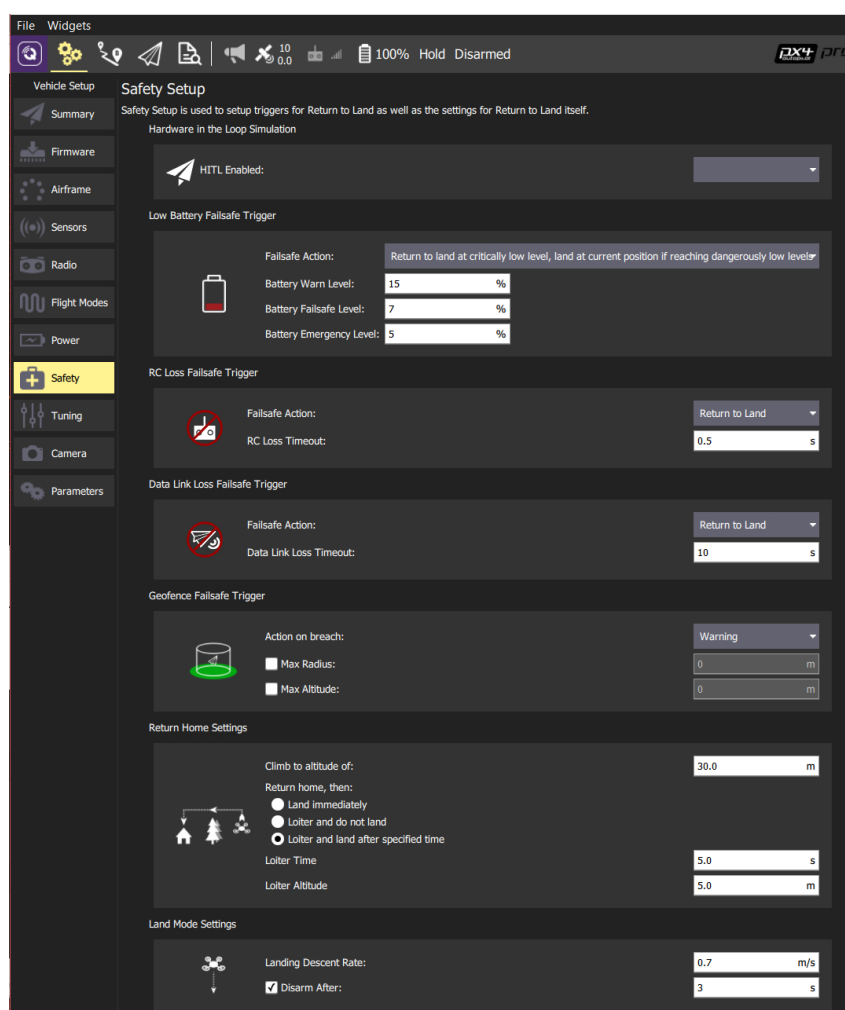 File Widgets
10
0.0
100% Hold Disarmed
px4
autopilot
Vehicle Setup
Safety Setup
Safety Setup is used to setup triggers for Return to Land as well as the settings for Return to Land itself.
Summary
Firmware
Airframe
Sensors
Radio
Flight Modes
Power
Safety
Tuning
Camera
Parameters
Hardware in the Loop Simulation
HITL Enabled:
Low Battery Failsafe Trigger
Failsafe Action: Return to land at critically low level, land at current position if reaching dangerously low levels
Battery Warn Level: 15 %
Battery Failsafe Level: 7 %
Battery Emergency Level: 5 %
RC Loss Failsafe Trigger
Failsafe Action: Return to Land
RC Loss Timeout: 0.5 s
Data Link Loss Failsafe Trigger
Failsafe Action: Return to Land
Data Link Loss Timeout: 10 s
Geofence Failsafe Trigger
Action on breach: Warning
Max Radius: 0 m
Max Altitude: 0 m
Return Home Settings
Climb to altitude of: 30.0 m
Return home, then:
Land immediately
Loiter and do not land
Loiter and land after specified time
Loiter Time 5.0 s
Loiter Altitude 5.0 m
Land Mode Settings
Landing Descent Rate: 0.7 m/s
Disarm After: 3 s